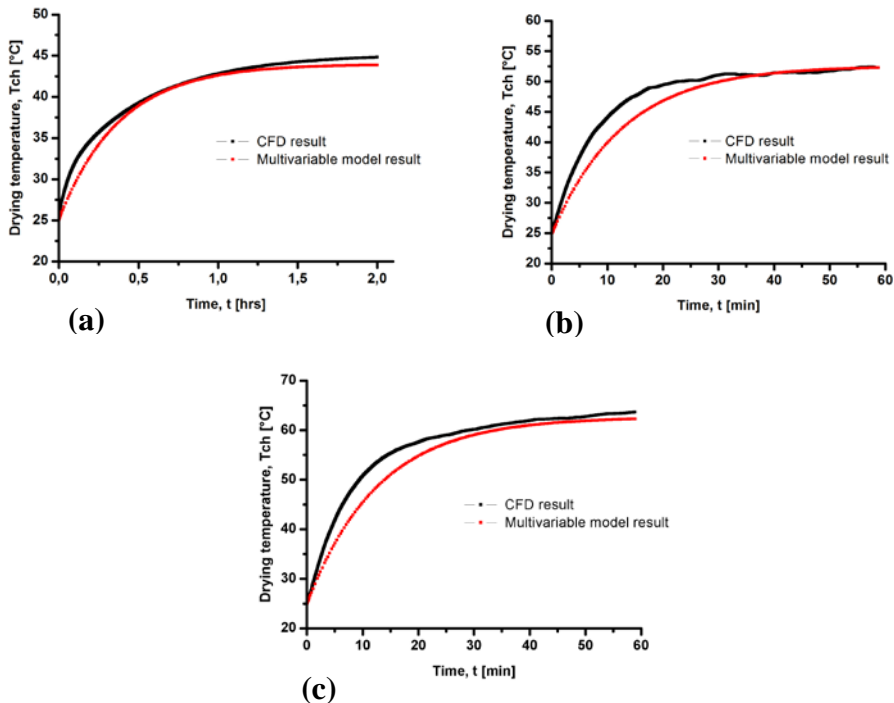 Drying temperature, Tch [°C]
50
45
40
35
30
25
20
0,0
0,5
1,0
1,5
2,0
Time, t [hrs]
CFD result
Multivariable model result
(a)
Drying temperature, Tch [°C]
60
55
50
45
40
35
30
25
20
0
10
20
30
40
50
60
Time, t [min]
CFD result
Multivariable model result
(b)
Drying temperature, Tch [°C]
70
60
50
40
30
20
0
10
20
30
40
50
60
Time, t [min]
CFD result
Multivariable model result
(c)